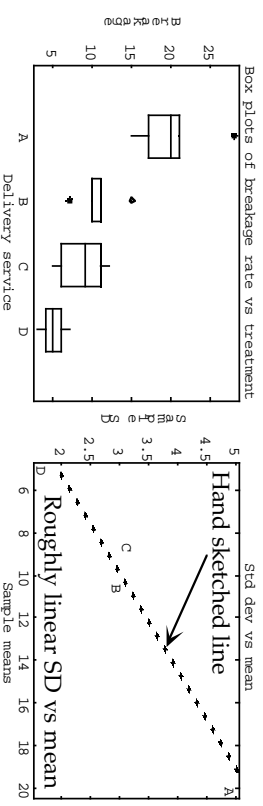 Box plots of breakage rate vs treatment
Breakage
25
20
15
10
5
A
B
C
D
Delivery service
Std dev vs mean
Sample SD
5
4.5
4
3.5
3
2.5
2
Hand sketched line
A
B
C
D
Roughly linear SD vs mean
6
8
10
12
14
16
18
20
Sample means